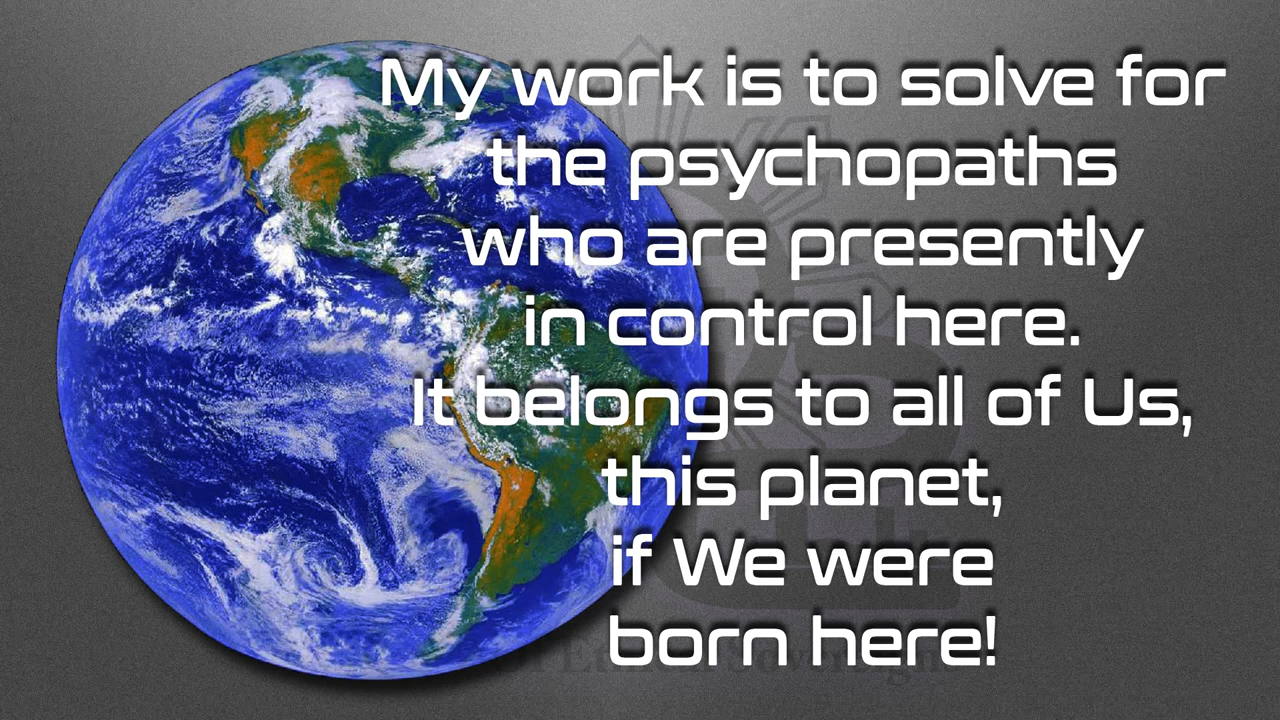 My work is to solve for
the psychopaths
who are presently
in control here.
It belongs to all of Us,
this planet,
if We were
born here!